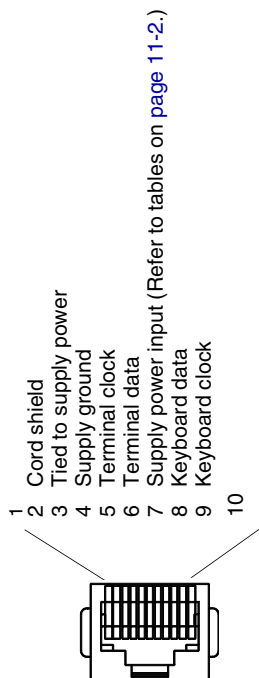 1
2 Cord shield
3 Tied to supply power
4 Supply ground
5 Terminal clock
6 Terminal data
7 Supply power input (Refer to tables on page 11-2.)
8 Keyboard data
9 Keyboard clock
10